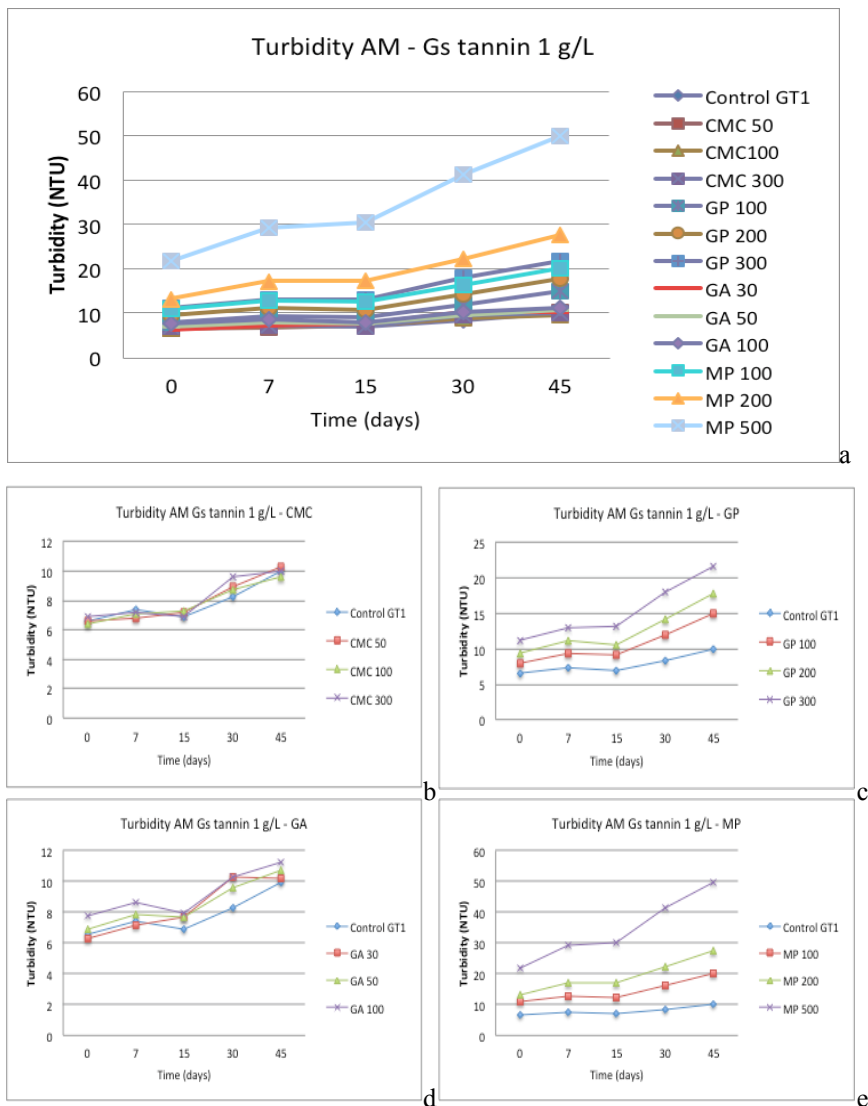 Turbidity AM - Gs tannin 1 g/L
Turbidity (NTU)
60
50
40
30
20
10
0
0 7 15 30 45
Time (days)
Control GT1
CMC 50
CMC100
CMC 300
GP 100
GP 200
GP 300
GA 30
GA 50
GA 100
MP 100
MP 200
MP 500
a
Turbidity AM Gs tannin 1 g/L - CMC
Turbidity (NTU)
12
10
8
6
4
2
0
0 7 15 30 45
Time (days)
Control GT1
CMC 50
CMC 100
CMC 300
b
Turbidity AM Gs tannin 1 g/L - GP
Turbidity (NTU)
25
20
15
10
5
0
0 7 15 30 45
Time (days)
Control GT1
GP 100
GP 200
GP 300
c
Turbidity AM Gs tannin 1 g/L - GA
Turbidity (NTU)
12
10
8
6
4
2
0
0 7 15 30 45
Time (days)
Control GT1
GA 30
GA 50
GA 100
d
Turbidity AM Gs tannin 1 g/L - MP
Turbidity (NTU)
60
50
40
30
20
10
0
0 7 15 30 45
Time (days)
Control GT1
MP 100
MP 200
MP 500
e